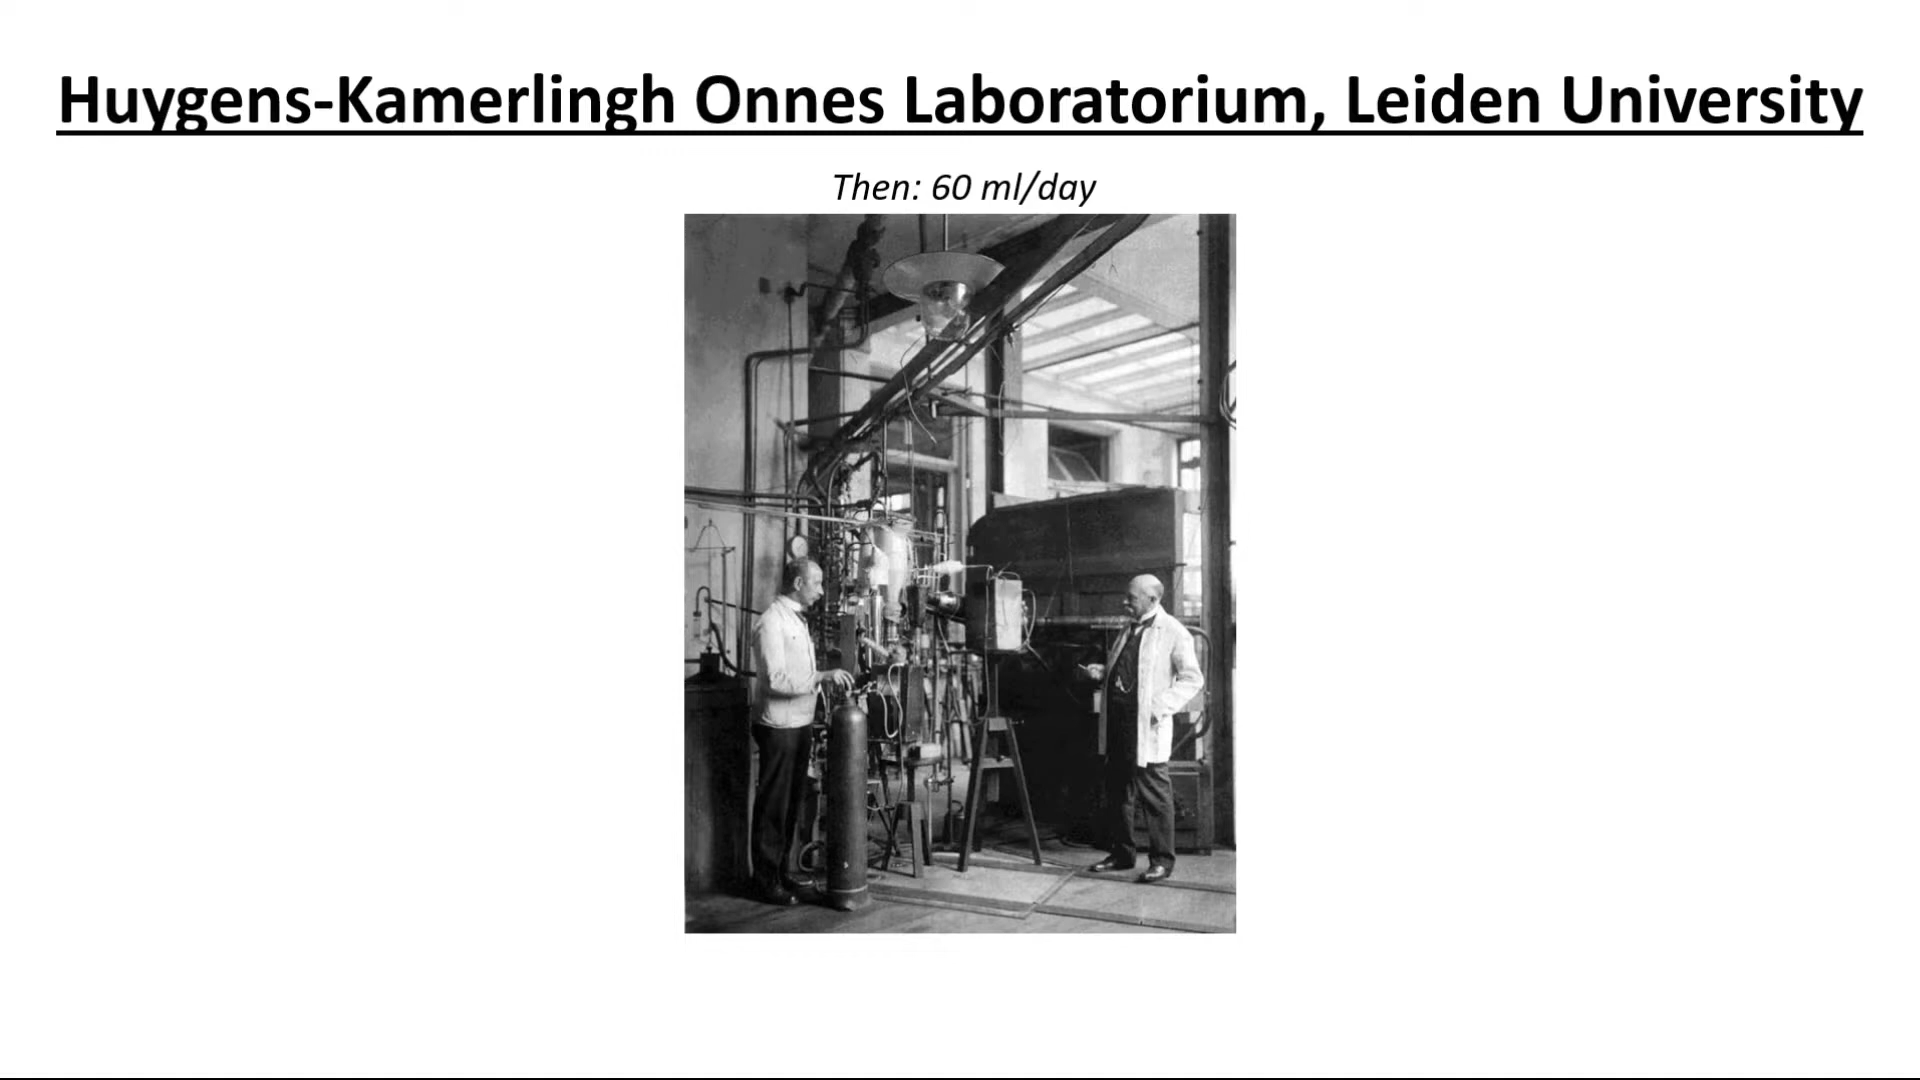 Huygens-Kamerlingh Onnes Laboratorium, Leiden University
Then: 60 ml/day